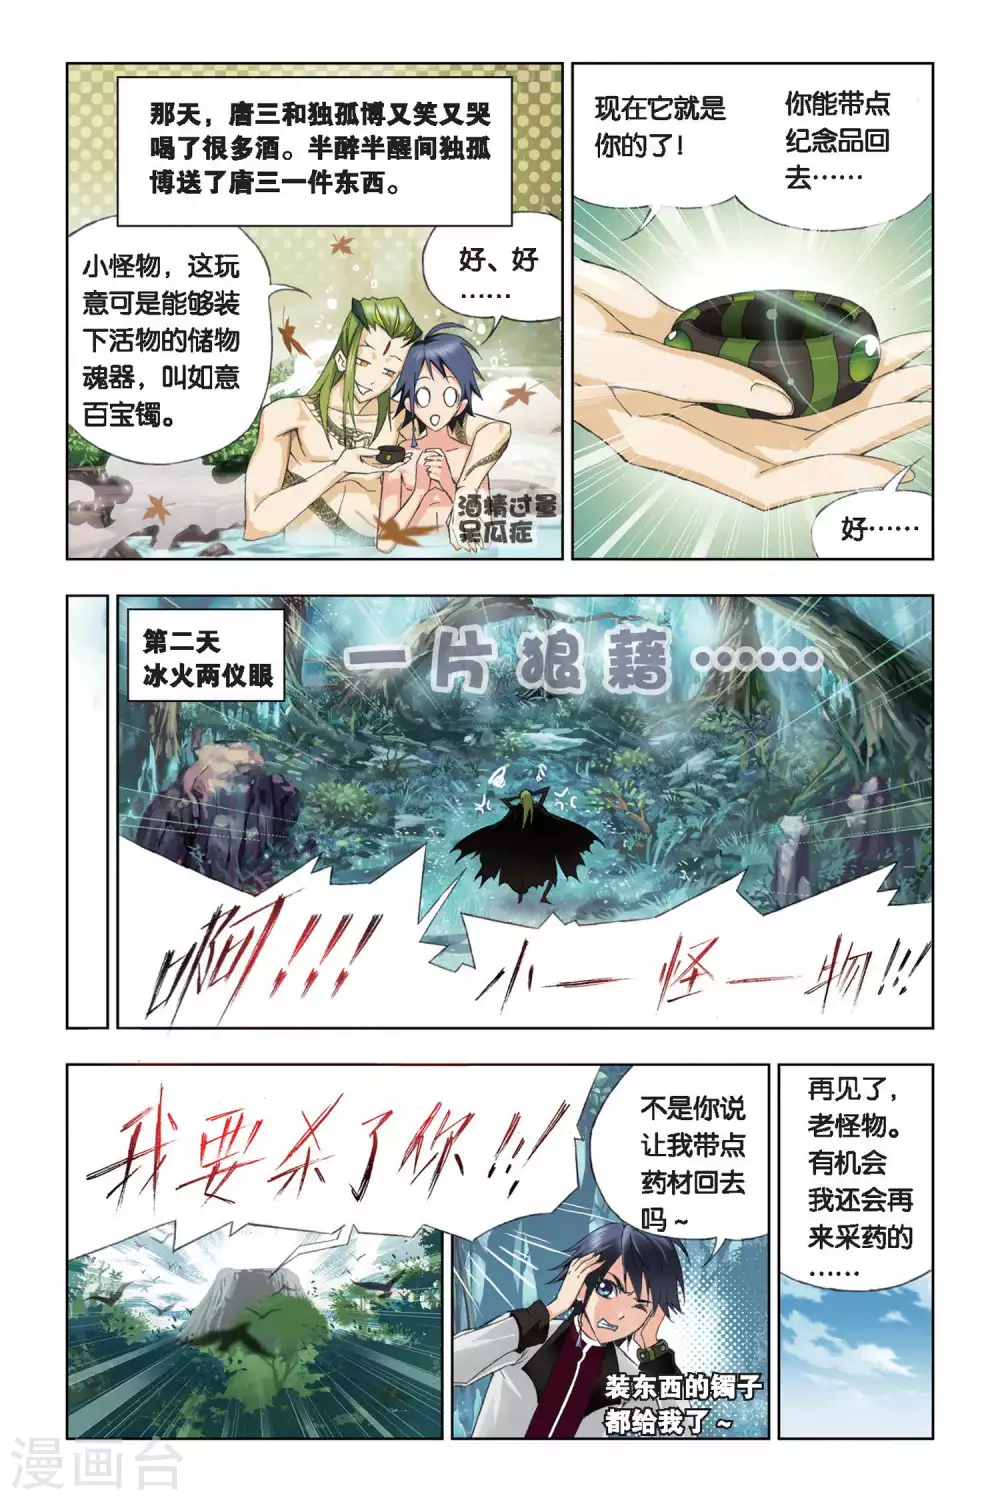 那天，唐三和独孤博又笑又哭
喝了很多酒。半醉半醒间独孤
博送了唐三一件东西。
小怪物，这玩
意可是能够装
下活物的储物
魂器，叫如意
百宝镯。
好、好
……
酒精过量
呆瓜症
现在它就是
你的了！
你能带点
纪念品回
去……
好……
第二天
冰火两仪眼
一片狼藉……
啊!!!
小一怪一物!!!
我要杀了你!!!
不是你说
让我带点
药材回去
吗～
装东西的镯子
都给我了～
再见了，
老怪物。
有机会
我还会再
来采药的
……
漫画台